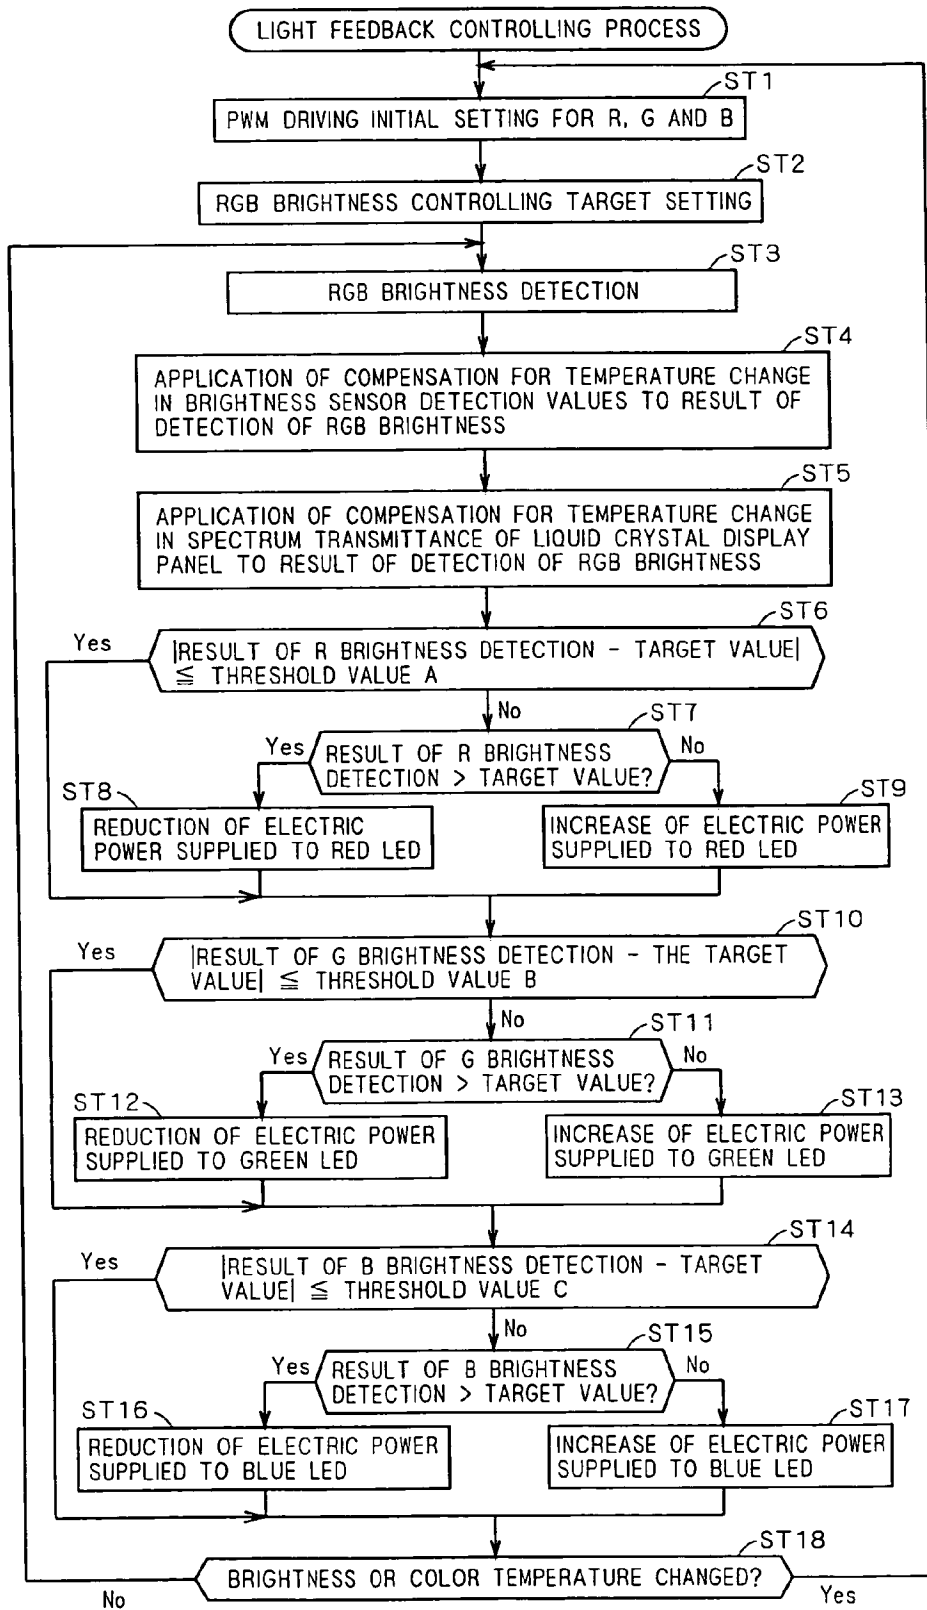 LIGHT FEEDBACK CONTROLLING PROCESS
ST1
PWM DRIVING INITIAL SETTING FOR R, G AND B
ST2
RGB BRIGHTNESS CONTROLLING TARGET SETTING
ST3
RGB BRIGHTNESS DETECTION
ST4
APPLICATION OF COMPENSATION FOR TEMPERATURE CHANGE
IN BRIGHTNESS SENSOR DETECTION VALUES TO RESULT OF
DETECTION OF RGB BRIGHTNESS
ST5
APPLICATION OF COMPENSATION FOR TEMPERATURE CHANGE
IN SPECTRUM TRANSMITTANCE OF LIQUID CRYSTAL DISPLAY
PANEL TO RESULT OF DETECTION OF RGB BRIGHTNESS
ST6
Yes
|RESULT OF R BRIGHTNESS DETECTION - TARGET VALUE|
≦ THRESHOLD VALUE A
No
ST7
Yes
RESULT OF R BRIGHTNESS
DETECTION > TARGET VALUE?
No
ST8
REDUCTION OF ELECTRIC
POWER SUPPLIED TO RED LED
ST9
INCREASE OF ELECTRIC POWER
SUPPLIED TO RED LED
ST10
Yes
|RESULT OF G BRIGHTNESS DETECTION - THE TARGET
VALUE| ≦ THRESHOLD VALUE B
No
ST11
Yes
RESULT OF G BRIGHTNESS
DETECTION > TARGET VALUE?
No
ST12
REDUCTION OF ELECTRIC POWER
SUPPLIED TO GREEN LED
ST13
INCREASE OF ELECTRIC POWER
SUPPLIED TO GREEN LED
ST14
Yes
|RESULT OF B BRIGHTNESS DETECTION - TARGET
VALUE| ≦ THRESHOLD VALUE C
No
ST15
Yes
RESULT OF B BRIGHTNESS
DETECTION > TARGET VALUE?
No
ST16
REDUCTION OF ELECTRIC POWER
SUPPLIED TO BLUE LED
ST17
INCREASE OF ELECTRIC POWER
SUPPLIED TO BLUE LED
ST18
BRIGHTNESS OR COLOR TEMPERATURE CHANGED?
No
Yes